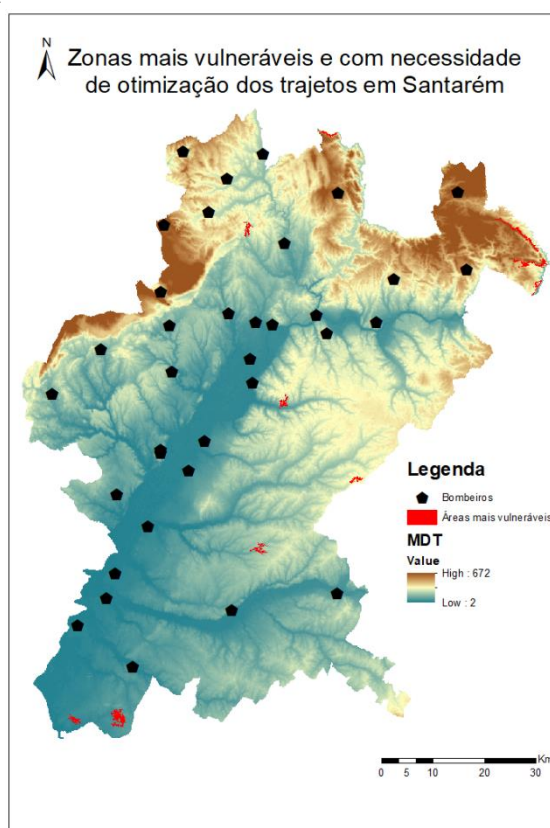 N
Zonas mais vulneráveis e com necessidade
de otimização dos trajetos em Santarém
Legenda
Bombeiros
Áreas mais vulneráveis
MDT
Value
High : 672
Low : 2
Km
0 5 10 20 30